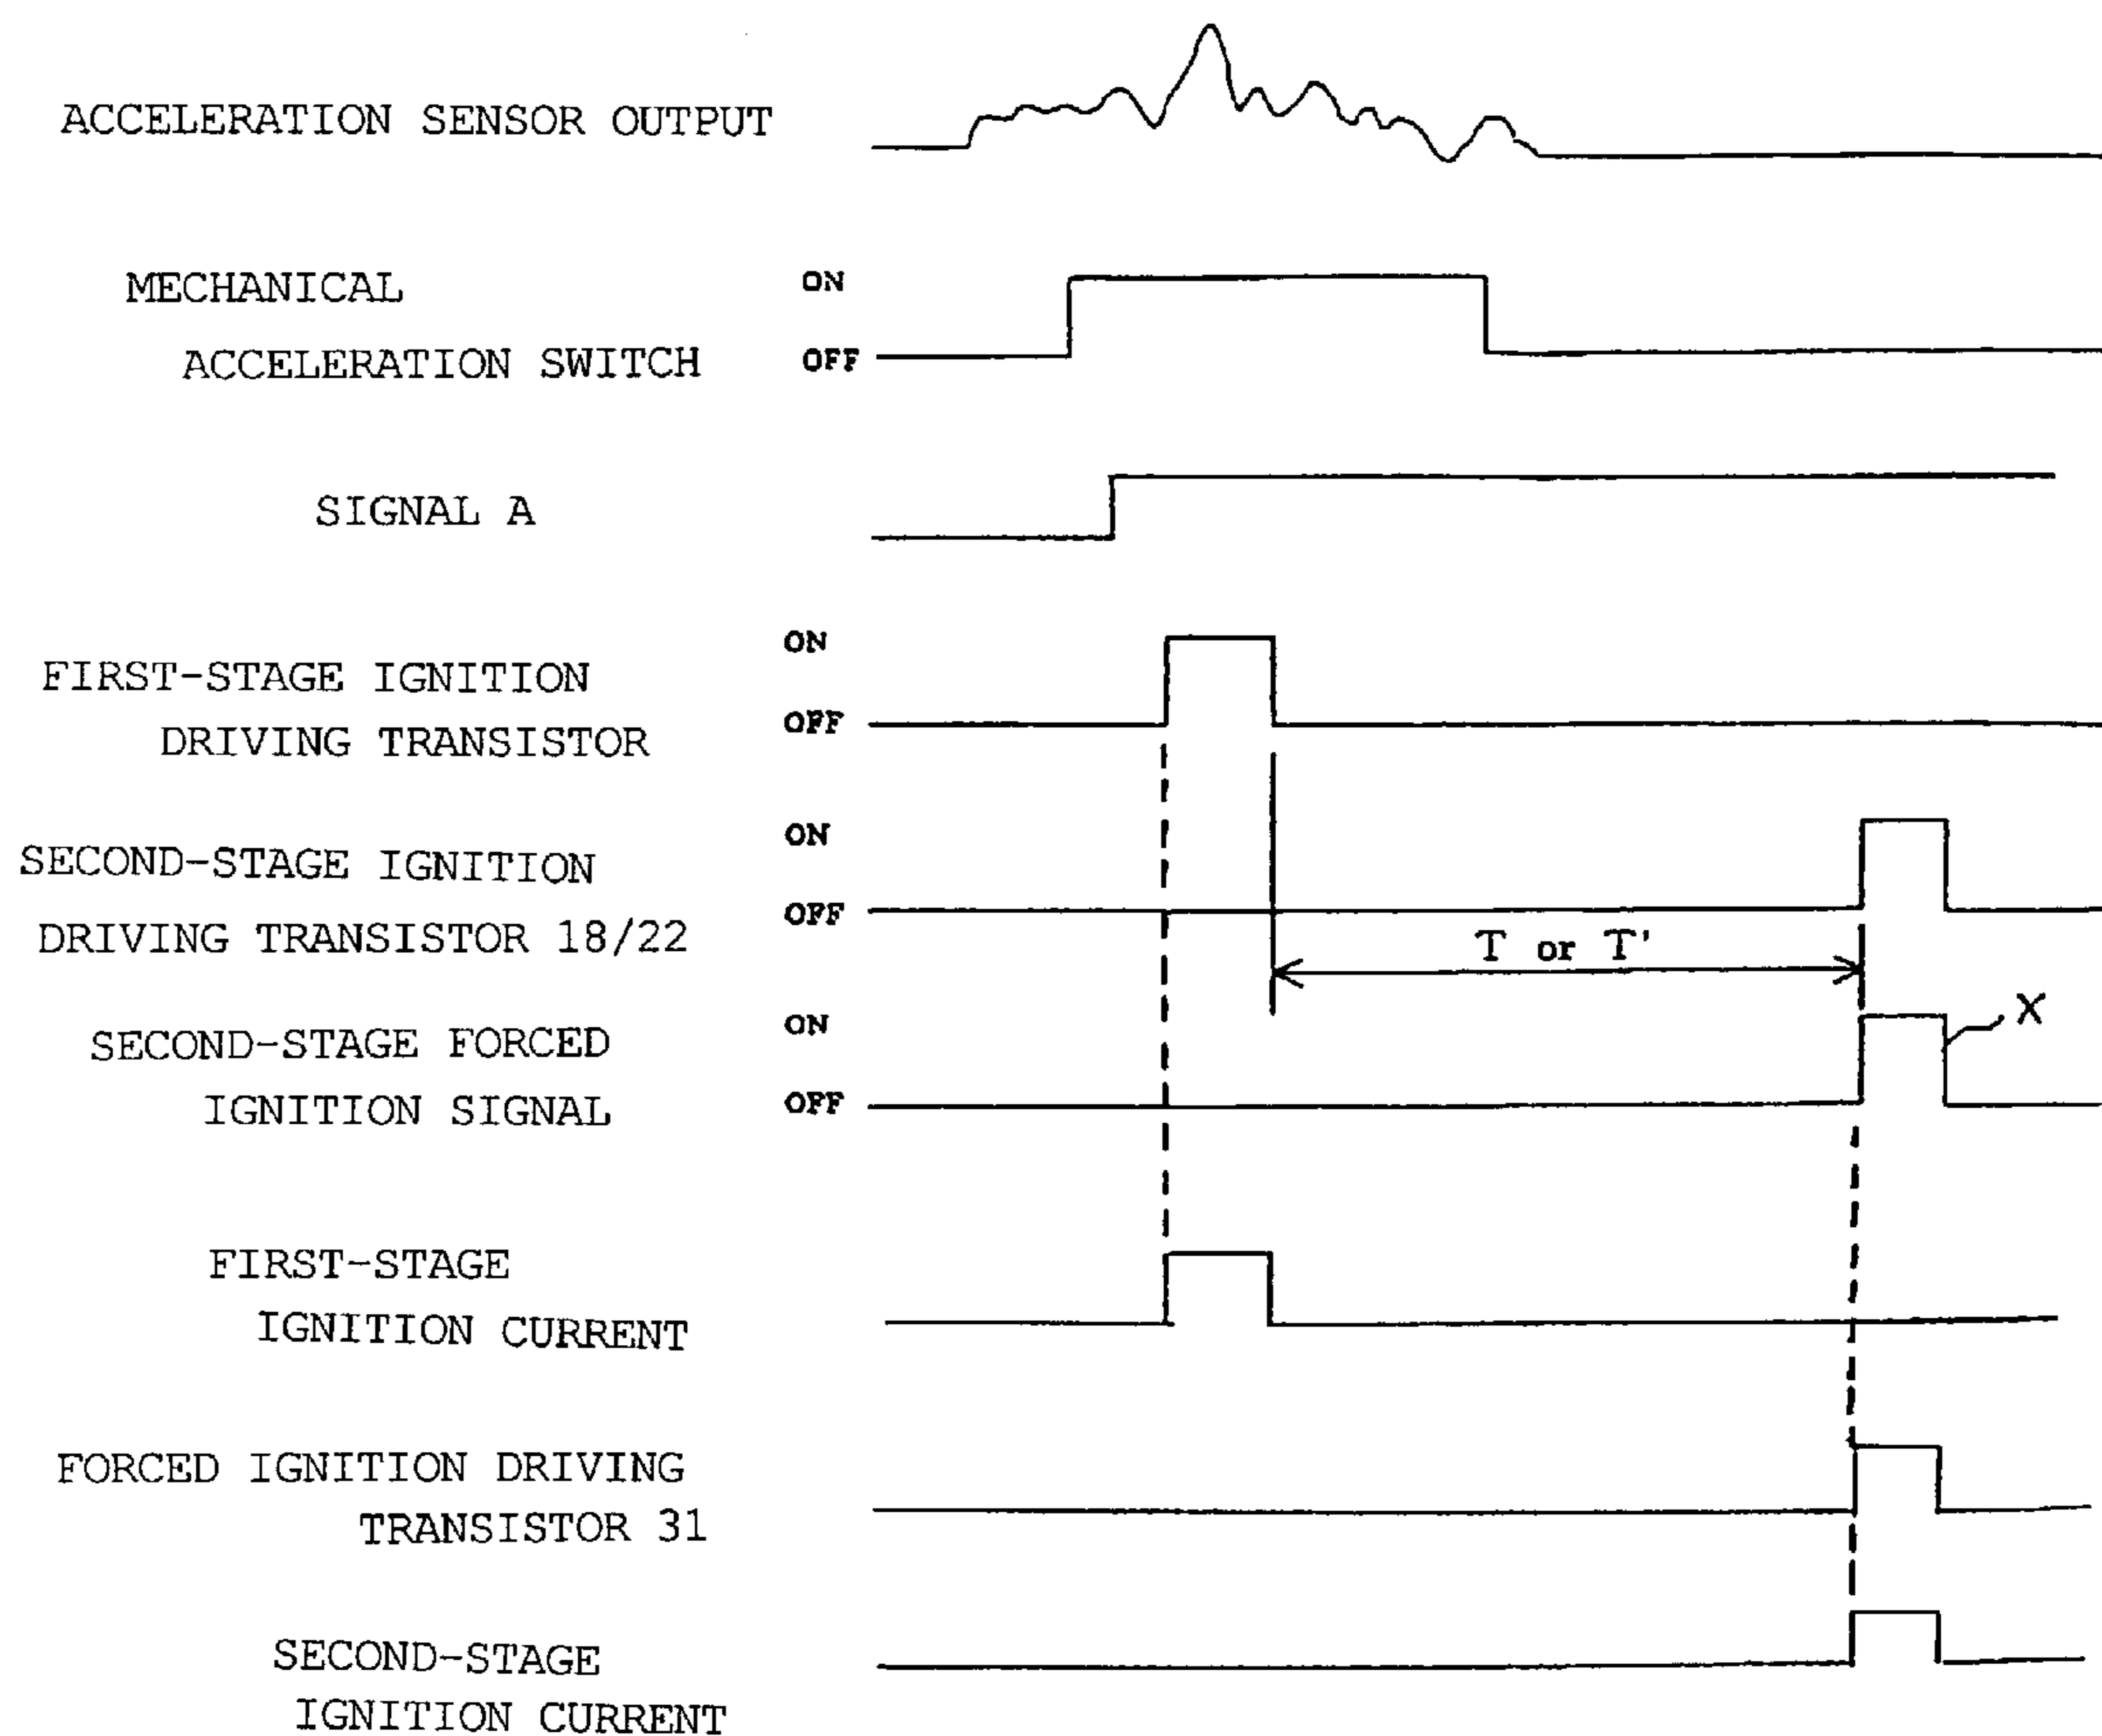 ACCELERATION SENSOR OUTPUT
MECHANICAL
ACCELERATION SWITCH
ON
OFF
SIGNAL A
FIRST-STAGE IGNITION
DRIVING TRANSISTOR
ON
OFF
SECOND-STAGE IGNITION
DRIVING TRANSISTOR 18/22
ON
OFF
T or T'
SECOND-STAGE FORCED
IGNITION SIGNAL
ON
OFF
X
FIRST-STAGE
IGNITION CURRENT
FORCED IGNITION DRIVING
TRANSISTOR 31
SECOND-STAGE
IGNITION CURRENT